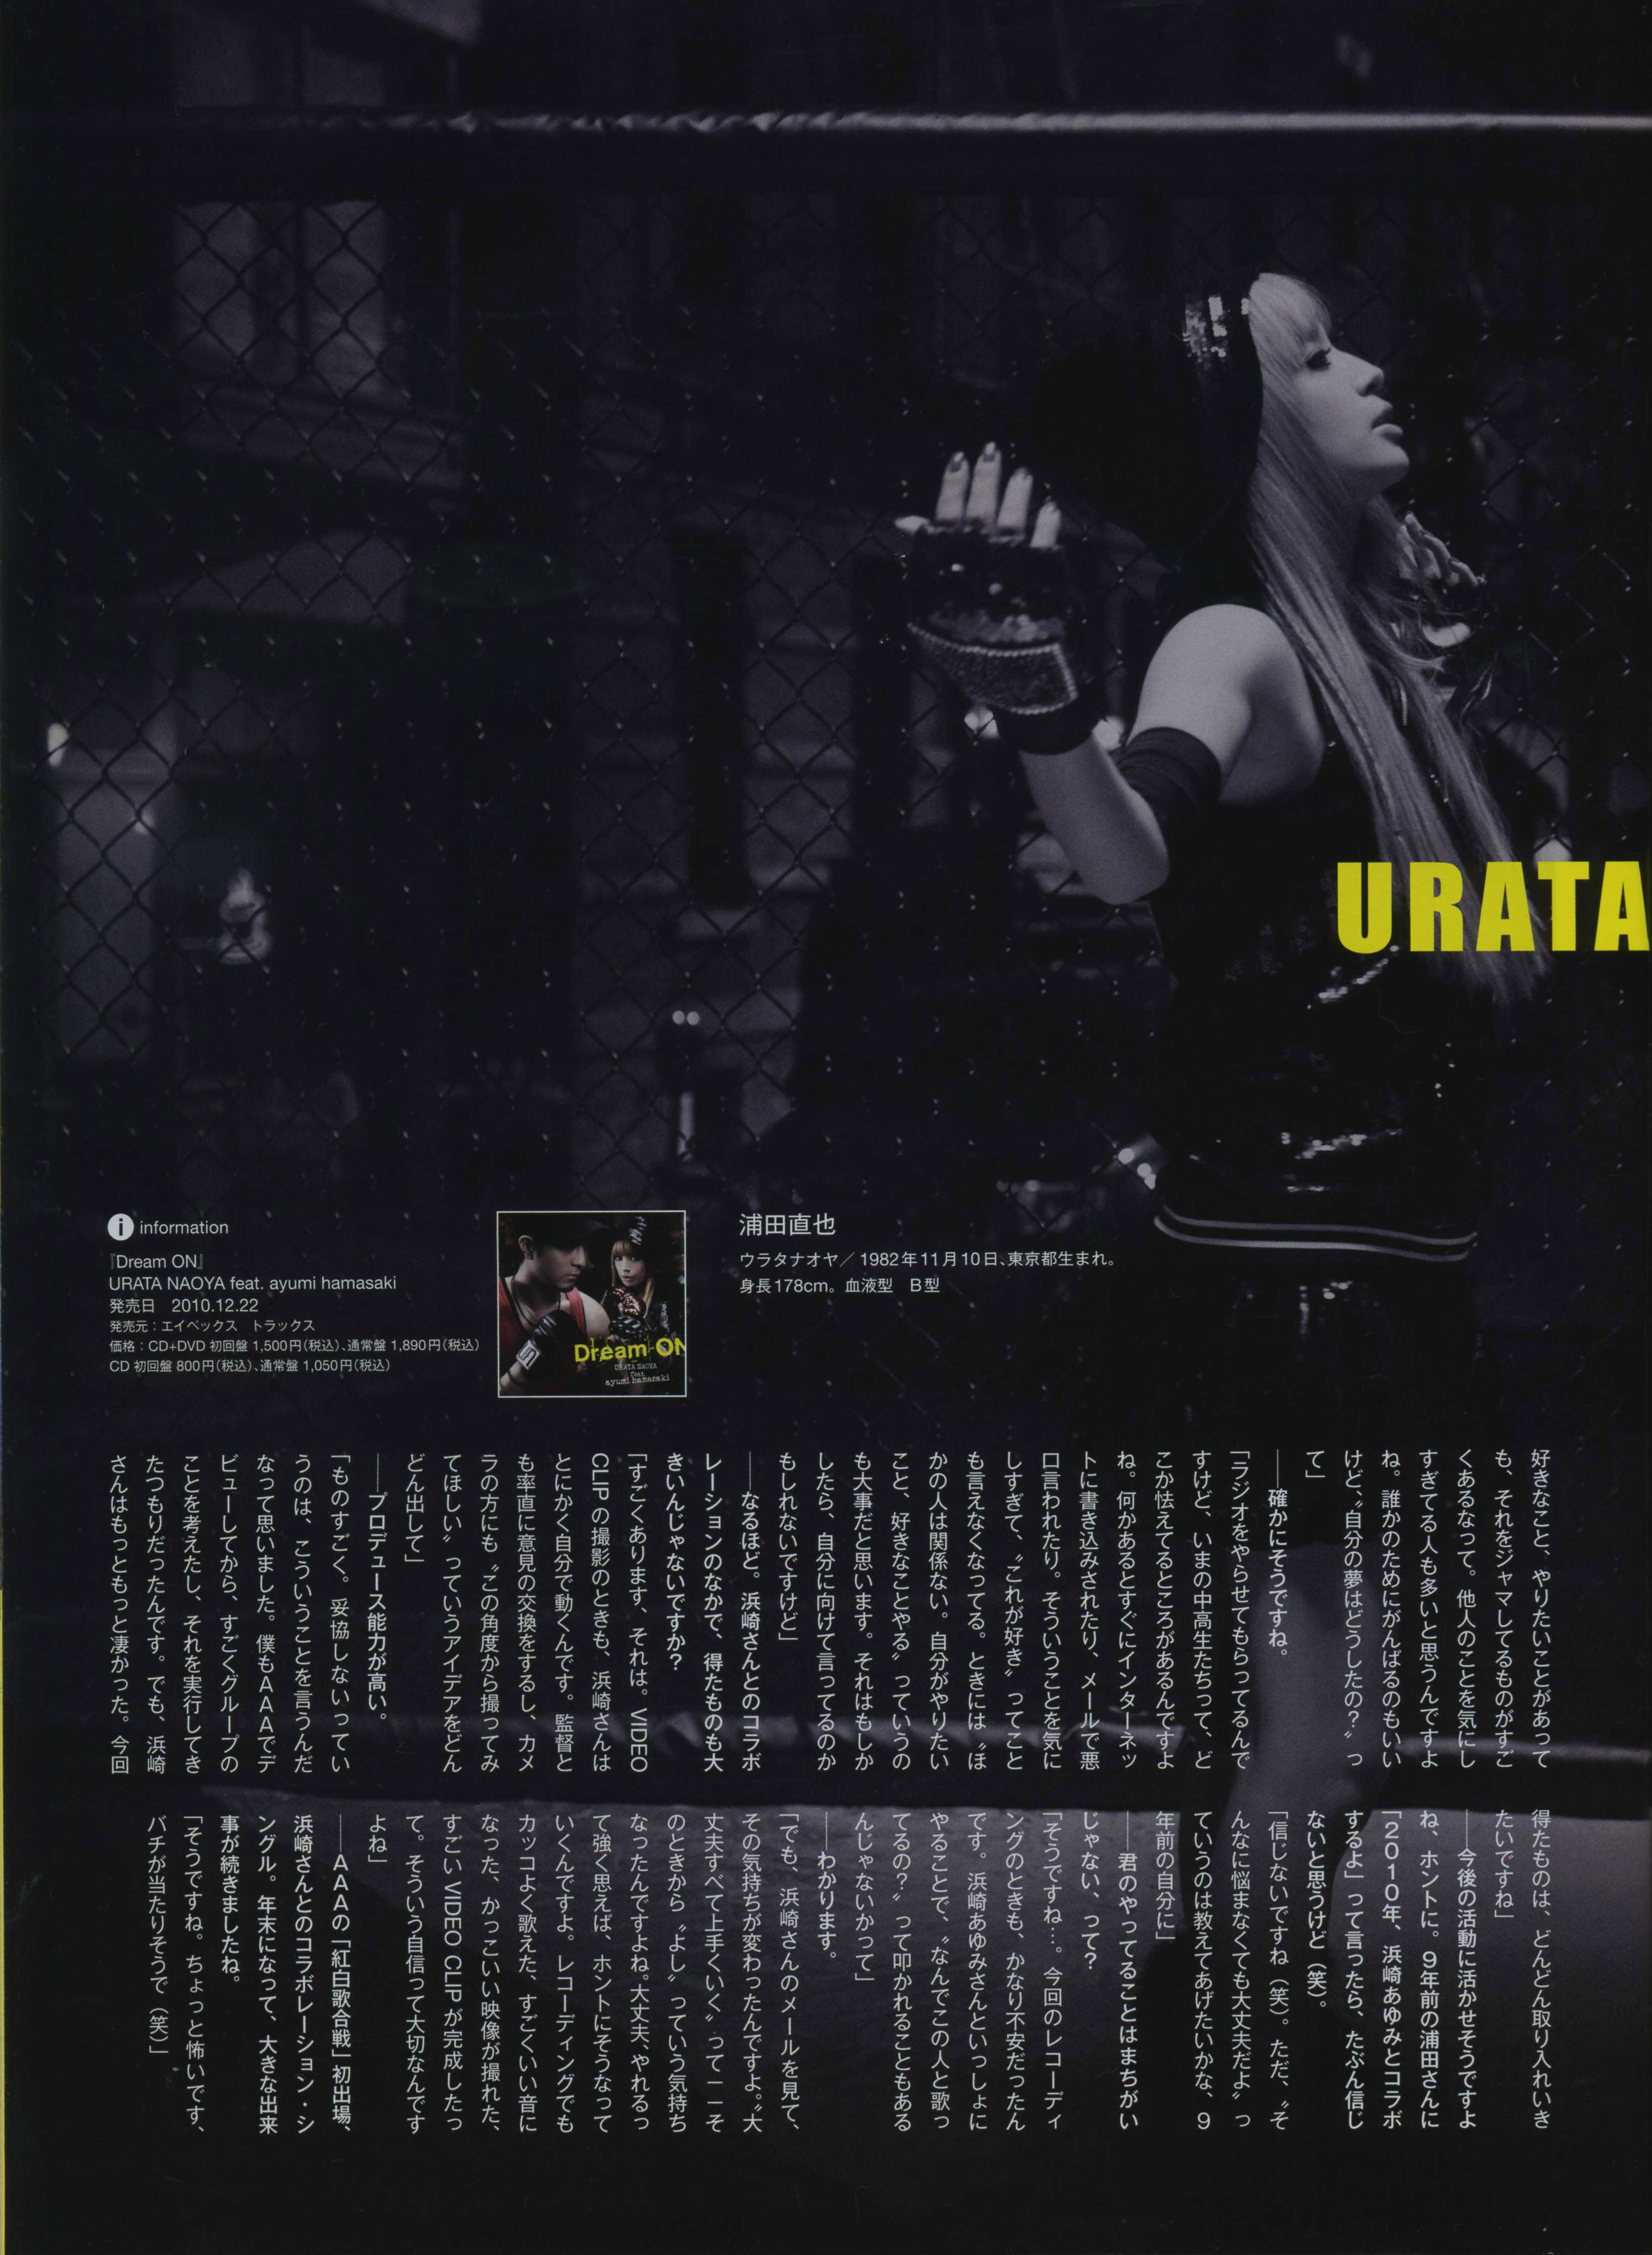 URATA
information
『Dream ON』
URATA NAOYA feat. ayumi hamasaki
発売日　2010.12.22
発売元：エイベックス　トラックス
価格：CD+DVD 初回盤 1,500円(税込)、通常盤 1,890円(税込)
CD 初回盤 800円(税込)、通常盤 1,050円(税込)
Dream ON
URATA NAOYA
feat.
ayumi hamasaki
浦田直也
ウラタナオヤ／1982年11月10日、東京都生まれ。
身長178cm。血液型　B型
好きなこと、やりたいことがあって
も、それをジャマしてるものがすご
くあるなって。他人のことを気にし
すぎてる人も多いと思うんですよ
ね。誰かのためにがんばるのもいい
けど、〝自分の夢はどうしたの？〟っ
て」
――確かにそうですね。
「ラジオをやらせてもらってるんで
すけど、いまの中高生たちって、ど
こか怯えてるところがあるんですよ
ね。何かあるとすぐにインターネッ
トに書き込みされたり、メールで悪
口言われたり。そういうことを気に
しすぎて、〝これが好き〟ってこと
も言えなくなってる。ときには〝ほ
かの人は関係ない。自分がやりたい
こと、好きなことやる〟っていうの
も大事だと思います。それはもしか
したら、自分に向けて言ってるのか
もしれないですけど」
――なるほど。浜崎さんとのコラボ
レーションのなかで、得たものも大
きいんじゃないですか？
「すごくあります、それは。VIDEO
CLIPの撮影のときも、浜崎さんは
とにかく自分で動くんです。監督と
も率直に意見の交換をするし、カメ
ラの方にも〝この角度から撮ってみ
てほしい〟っていうアイデアをどん
どん出して」
――プロデュース能力が高い。
「ものすごく。妥協しないってい
うのは、こういうことを言うんだ
なって思いました。僕もAAAでデ
ビューしてから、すごくグループの
ことを考えたし、それを実行してき
たつもりだったんです。でも、浜崎
さんはもっともっと凄かった。今回
得たものは、どんどん取り入れいき
たいですね」
――今後の活動に活かせそうですよ
ね、ホントに。9年前の浦田さんに
「2010年、浜崎あゆみとコラボ
するよ」って言ったら、たぶん信じ
ないと思うけど（笑）。
「信じないですね（笑）。ただ、〝そ
んなに悩まなくても大丈夫だよ〟っ
ていうのは教えてあげたいかな、9
年前の自分に」
――君のやってることはまちがい
じゃない、って？
「そうですね…。今回のレコーディ
ングのときも、かなり不安だったん
です。浜崎あゆみさんといっしょに
やることで、〝なんでこの人と歌っ
てるの？〟って叩かれることもある
んじゃないかって」
――わかります。
「でも、浜崎さんのメールを見て、
その気持ちが変わったんですよ。〝大
丈夫すべて上手くいく〟って――そ
のときから〝よし〟っていう気持ち
なったんですよね。大丈夫、やれるっ
て強く思えば、ホントにそうなって
いくんですよ。レコーディングでも
カッコよく歌えた、すごくいい音に
なった、かっこいい映像が撮れた、
すごいVIDEO CLIPが完成したっ
て。そういう自信って大切なんです
よね」
――AAAの「紅白歌合戦」初出場、
浜崎さんとのコラボレーション・シ
ングル。年末になって、大きな出来
事が続きましたね。
「そうですね。ちょっと怖いです、
バチが当たりそうで（笑）」